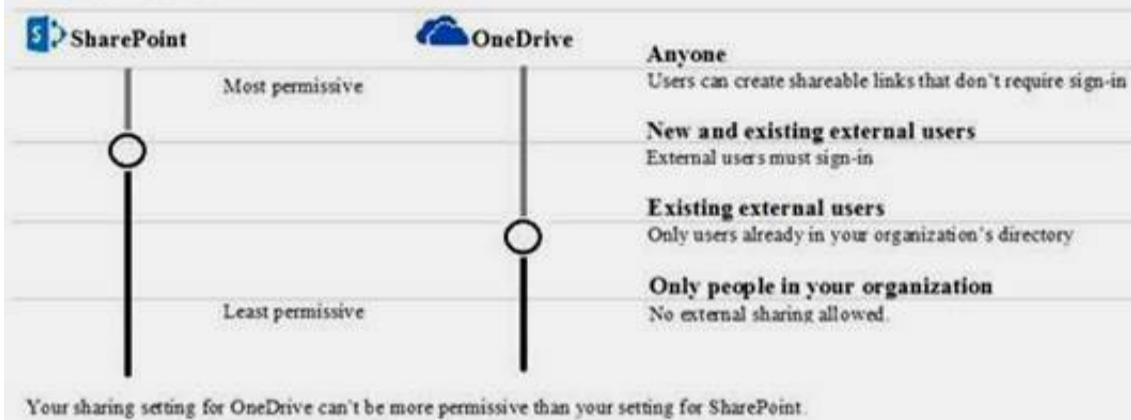 SharePoint
OneDrive
Most permissive
Least permissive
Anyone
Users can create shareable links that don't require sign-in
New and existing external users
External users must sign-in
Existing external users
Only users already in your organization's directory
Only people in your organization
No external sharing allowed.
Your sharing setting for OneDrive can't be more permissive than your setting for SharePoint.